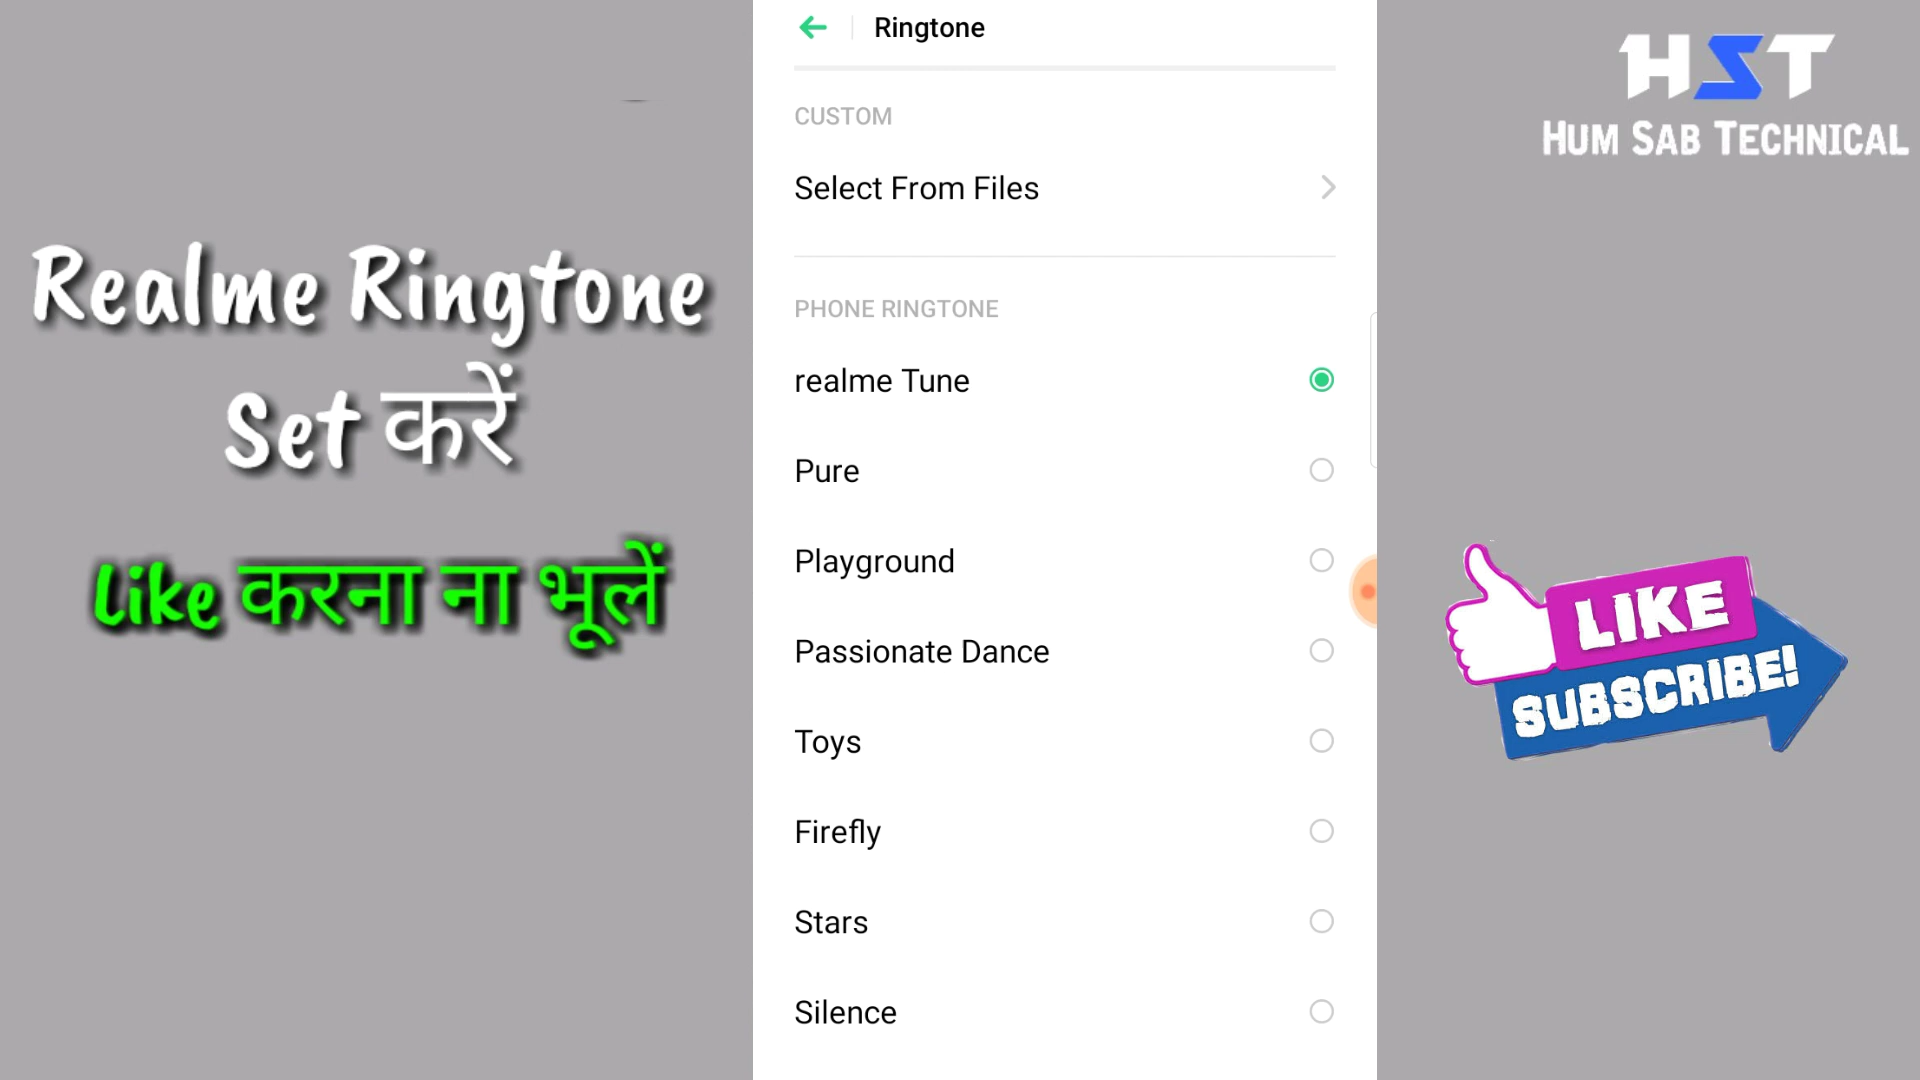 Realme Ringtone
Set करें
Like करना ना भूलें
Ringtone
CUSTOM
Select From Files
PHONE RINGTONE
realme Tune
Pure
Playground
Passionate Dance
Toys
Firefly
Stars
Silence
HST
HUM SAB TECHNICAL
LIKE
SUBSCRIBE!